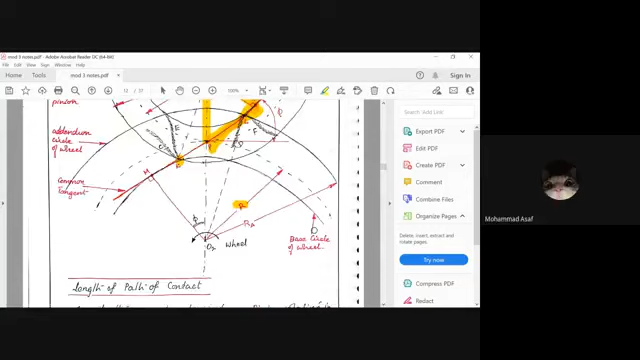 mod 3 notes.pdf - Adobe Acrobat Reader DC (64-bit)
File Edit View Sign Window Help
Home Tools mod 3 notes.pdf × Sign In
12 / 37 100%
pinion
addendum
circle
of wheel
Common
tangent
M
P
R
RA
O₂ Wheel
Base Circle
of wheel
Length of Path of Contact
Search 'Add Link'
Export PDF
Edit PDF
Create PDF
Comment
Combine Files
Organize Pages
Delete, insert, extract and
rotate pages.
Try now
Compress PDF
Redact
Mohammad Asaf